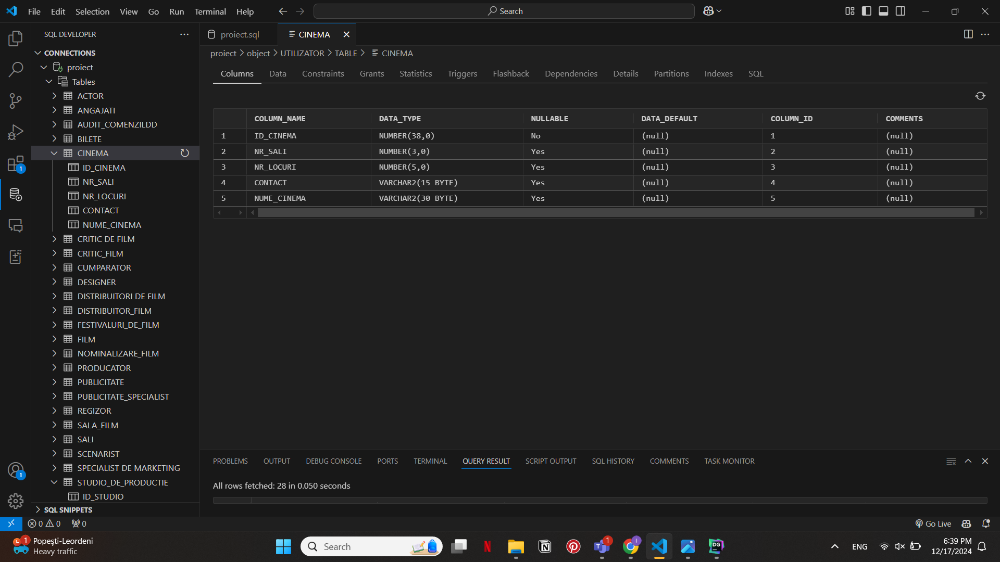 File Edit Selection View Go Run Terminal Help
Search
SQL DEVELOPER
CONNECTIONS
proiect
Tables
ACTOR
ANGAJATI
AUDIT_COMENZILDD
BILETE
CINEMA
ID_CINEMA
NR_SALI
NR_LOCURI
CONTACT
NUME_CINEMA
CRITIC DE FILM
CRITIC_FILM
CUMPARATOR
DESIGNER
DISTRIBUITORI DE FILM
DISTRIBUITOR_FILM
FESTIVALURI_DE_FILM
FILM
NOMINALIZARE_FILM
PRODUCATOR
PUBLICITATE
PUBLICITATE_SPECIALIST
REGIZOR
SALA_FILM
SALI
SCENARIST
SPECIALIST DE MARKETING
STUDIO_DE_PRODUCTIE
ID_STUDIO
SQL SNIPPETS
1
1
proiect.sql CINEMA
proiect > object > UTILIZATOR > TABLE > CINEMA
Columns Data Constraints Grants Statistics Triggers Flashback Dependencies Details Partitions Indexes SQL
COLUMN_NAME DATA_TYPE NULLABLE DATA_DEFAULT COLUMN_ID COMMENTS
1 ID_CINEMA NUMBER(38,0) No (null) 1 (null)
2 NR_SALI NUMBER(3,0) Yes (null) 2 (null)
3 NR_LOCURI NUMBER(5,0) Yes (null) 3 (null)
4 CONTACT VARCHAR2(15 BYTE) Yes (null) 4 (null)
5 NUME_CINEMA VARCHAR2(30 BYTE) Yes (null) 5 (null)
PROBLEMS OUTPUT DEBUG CONSOLE PORTS TERMINAL QUERY RESULT SCRIPT OUTPUT SQL HISTORY COMMENTS TASK MONITOR
All rows fetched: 28 in 0.050 seconds
0 0 0 Go Live
1 Popeşti-Leordeni
Heavy traffic
Search
N
N
T 1
I
DG
ENG
6:39 PM
12/17/2024